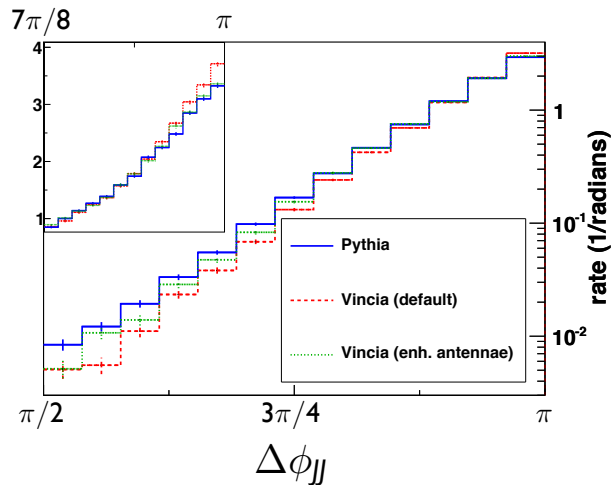 7π/8 π
4
3
2
1
1
10⁻¹
10⁻²
rate (1/radians)
Pythia
Vincia (default)
Vincia (enh. antennae)
π/2 3π/4 π
Δϕ_JJ